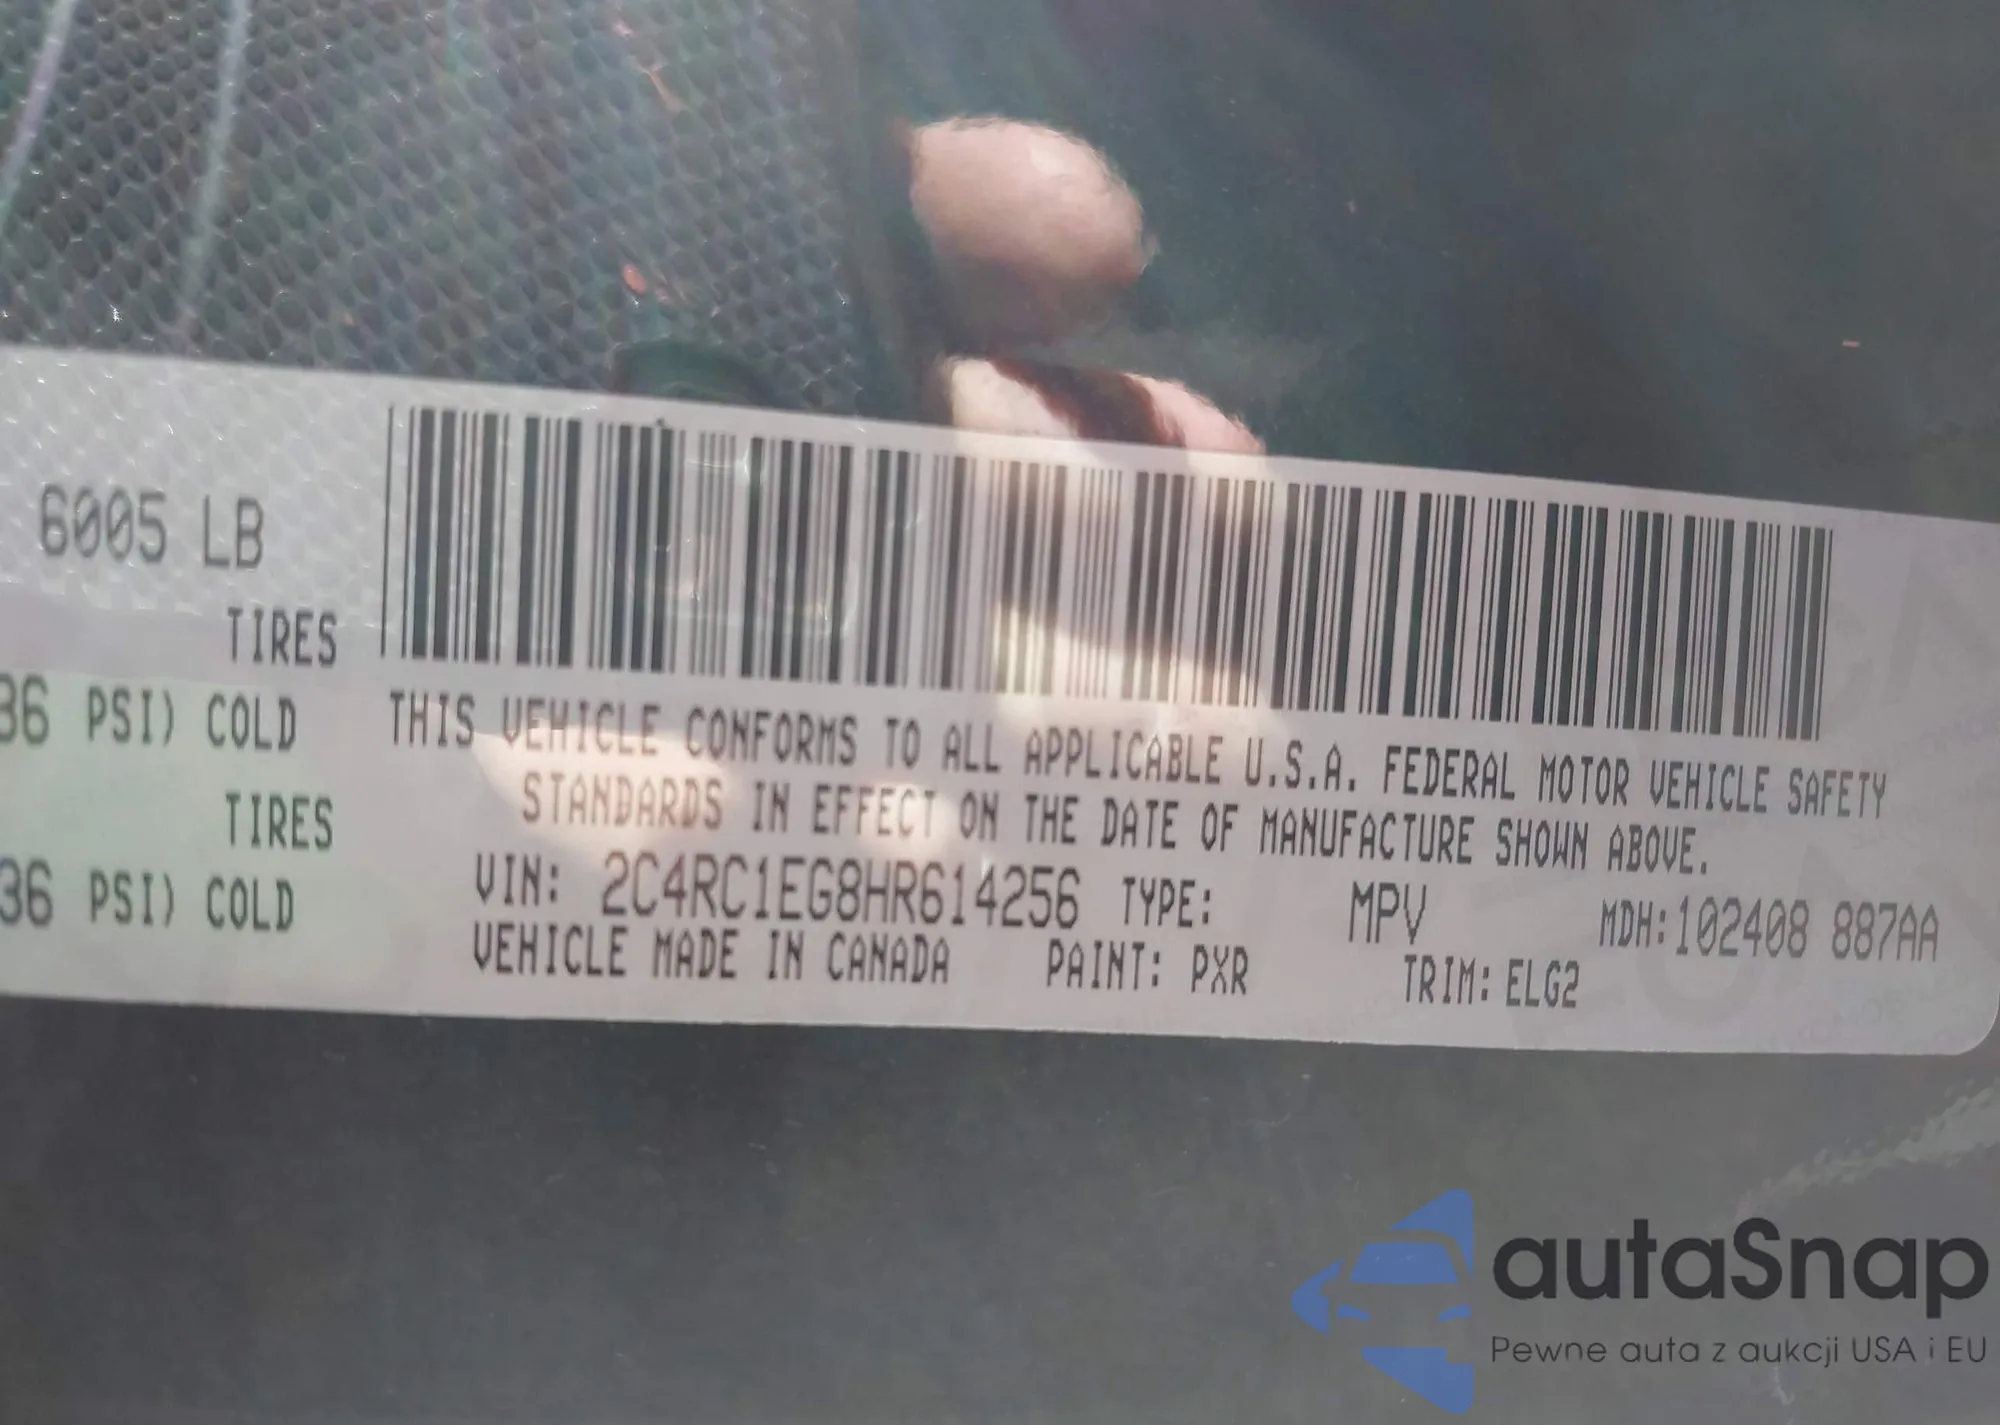 6005 LB
TIRES
36 PSI) COLD
TIRES
36 PSI) COLD
THIS VEHICLE CONFORMS TO ALL APPLICABLE U.S.A. FEDERAL MOTOR VEHICLE SAFETY
STANDARDS IN EFFECT ON THE DATE OF MANUFACTURE SHOWN ABOVE.
VIN: 2C4RC1EG8HR614256 TYPE: MPV MDH:102408 887AA
VEHICLE MADE IN CANADA PAINT: PXR TRIM: ELG2
autaSnap
Pewne auta z aukcji USA i EU